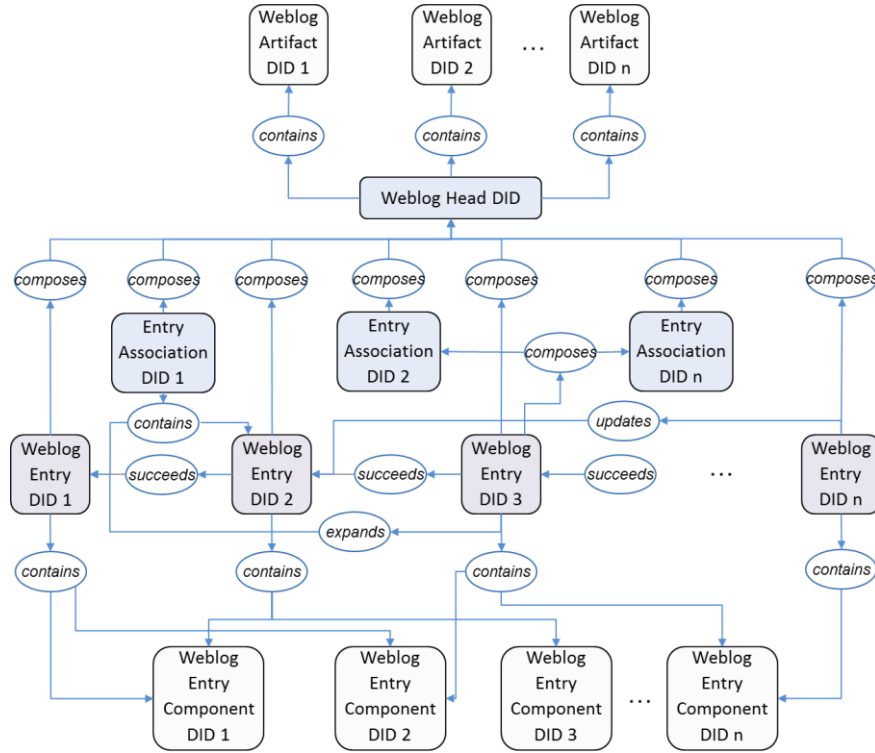 Weblog
Artifact
DID 1
Weblog
Artifact
DID 2
...
Weblog
Artifact
DID n
contains
contains
contains
Weblog Head DID
composes
composes
composes
composes
composes
composes
composes
Entry
Association
DID 1
Entry
Association
DID 2
composes
Entry
Association
DID n
contains
updates
Weblog
Entry
DID 1
succeeds
Weblog
Entry
DID 2
succeeds
Weblog
Entry
DID 3
succeeds
...
Weblog
Entry
DID n
expands
contains
contains
contains
contains
Weblog
Entry
Component
DID 1
Weblog
Entry
Component
DID 2
Weblog
Entry
Component
DID 3
...
Weblog
Entry
Component
DID n